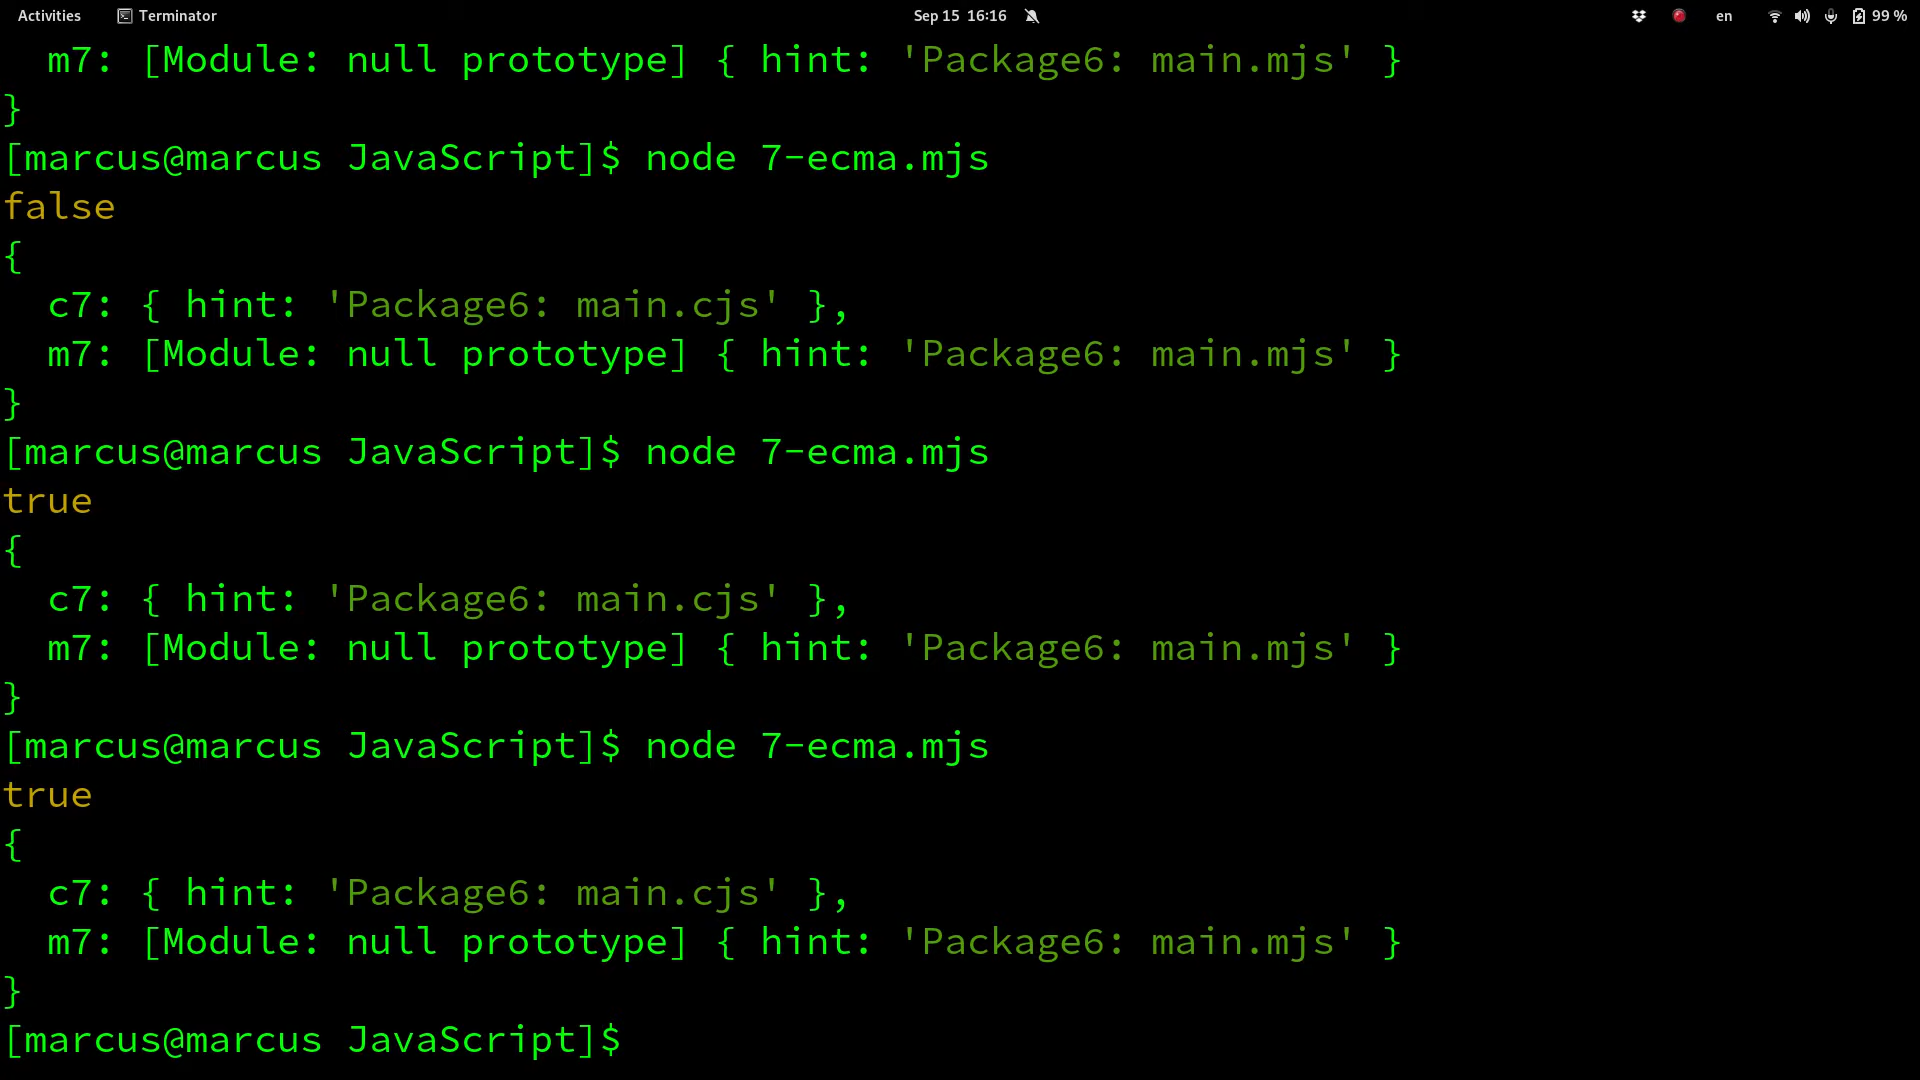 Activities Terminator Sep 15 16:16 en 99 %
  m7: [Module: null prototype] { hint: 'Package6: main.mjs' }
}
[marcus@marcus JavaScript]$ node 7-ecma.mjs
false
{
  c7: { hint: 'Package6: main.cjs' },
  m7: [Module: null prototype] { hint: 'Package6: main.mjs' }
}
[marcus@marcus JavaScript]$ node 7-ecma.mjs
true
{
  c7: { hint: 'Package6: main.cjs' },
  m7: [Module: null prototype] { hint: 'Package6: main.mjs' }
}
[marcus@marcus JavaScript]$ node 7-ecma.mjs
true
{
  c7: { hint: 'Package6: main.cjs' },
  m7: [Module: null prototype] { hint: 'Package6: main.mjs' }
}
[marcus@marcus JavaScript]$